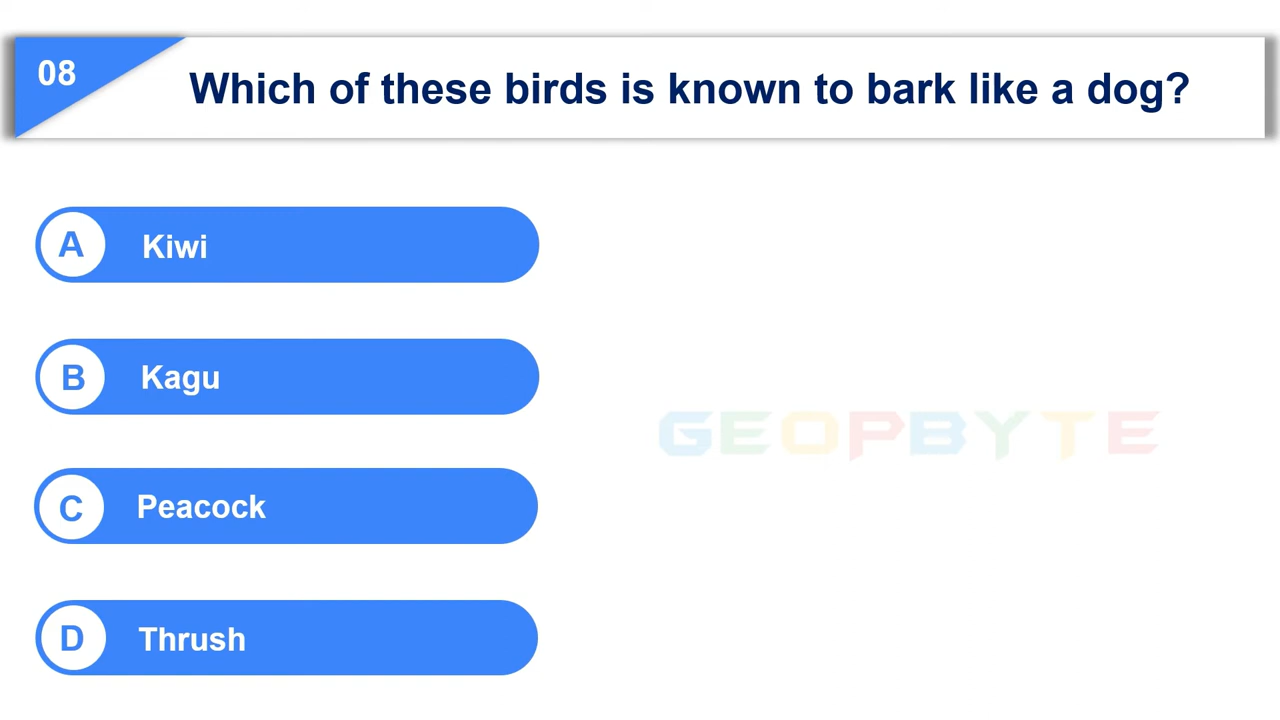 08
Which of these birds is known to bark like a dog?
A Kiwi
B Kagu
GEOPBYTE
C Peacock
D Thrush